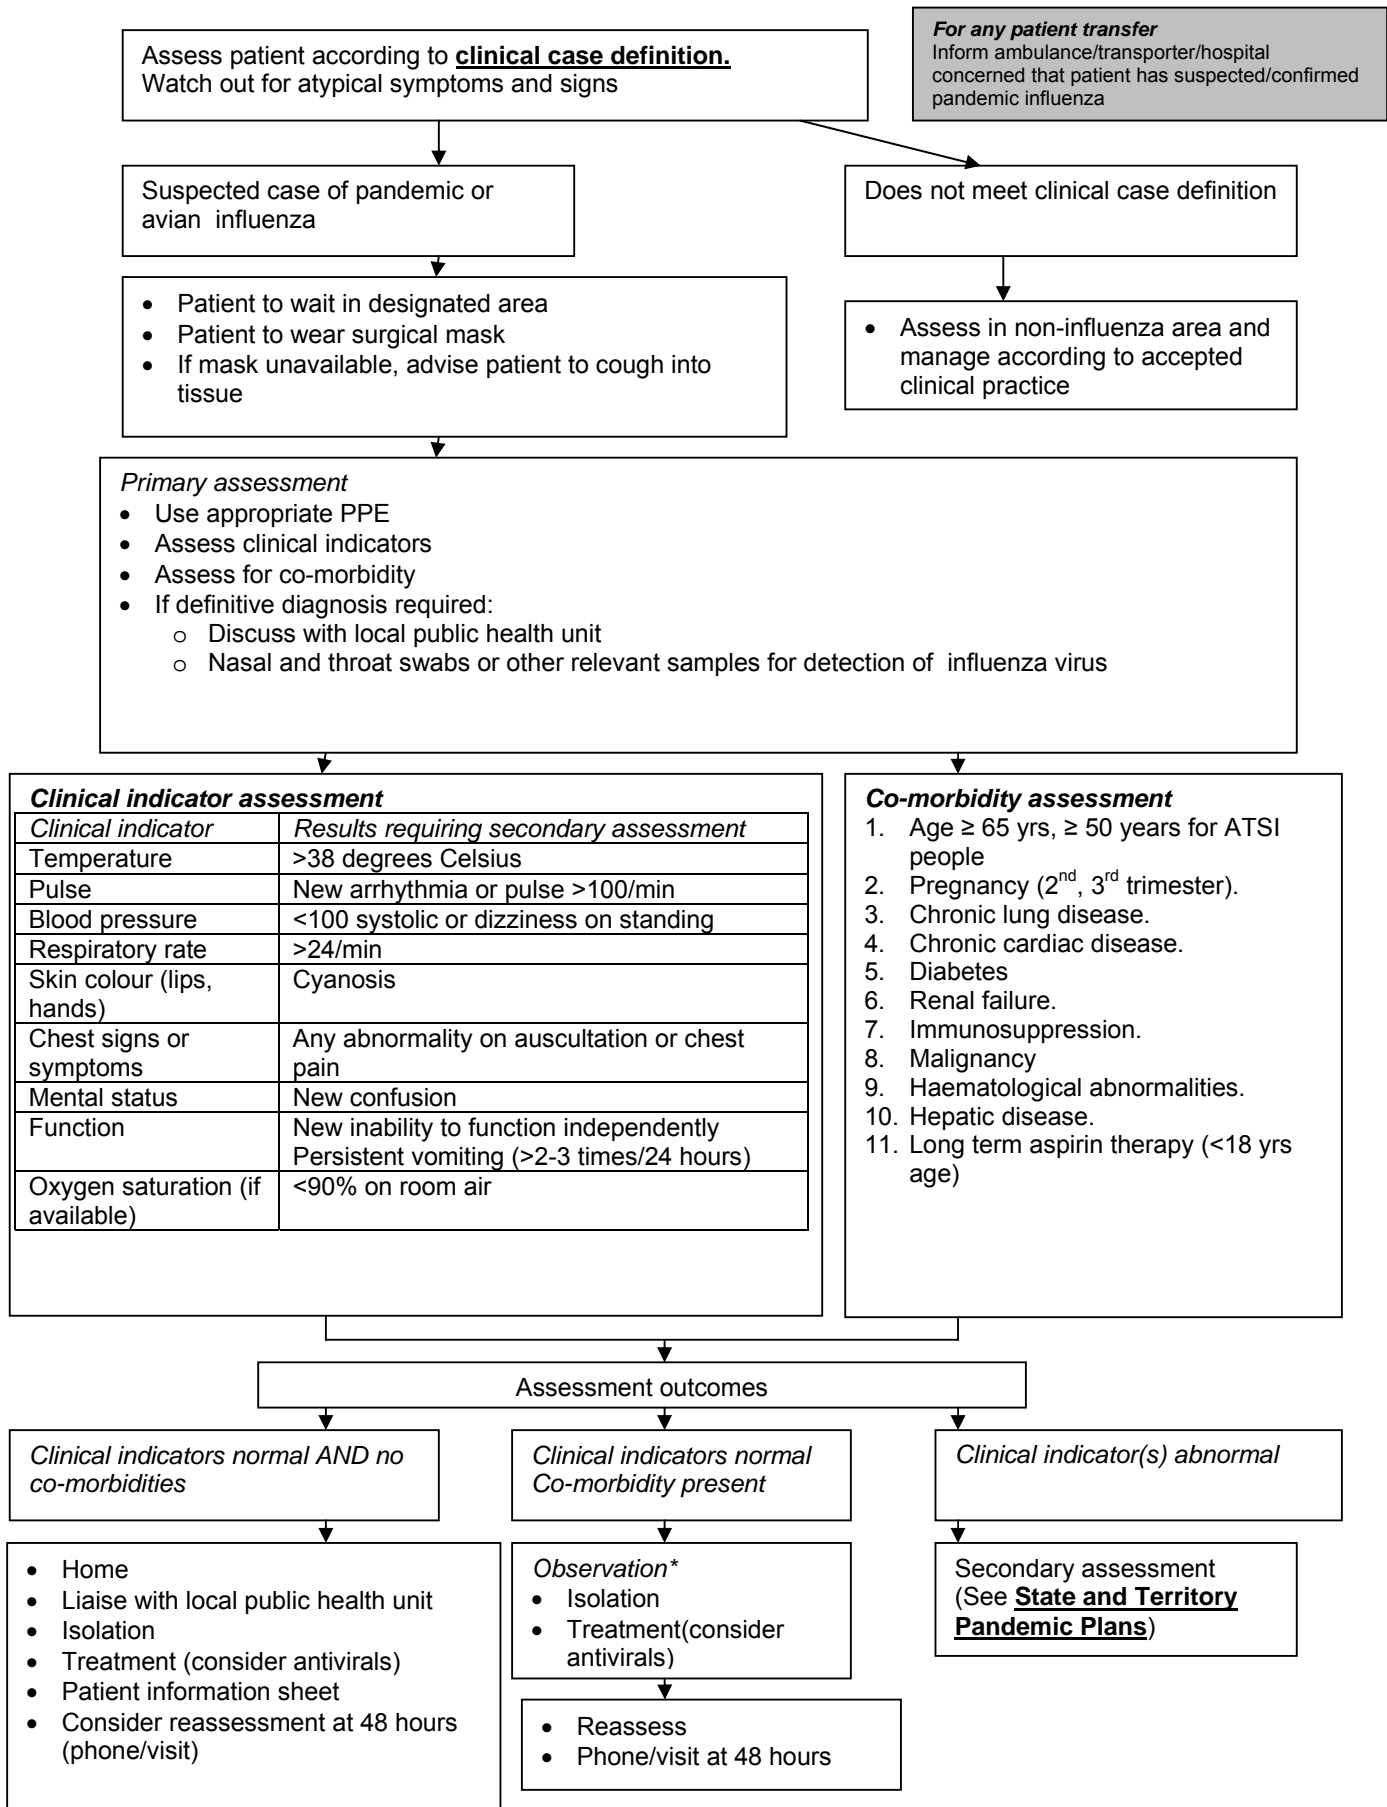 Assess patient according to clinical case definition.
Watch out for atypical symptoms and signs
For any patient transfer
Inform ambulance/transporter/hospital
concerned that patient has suspected/confirmed
pandemic influenza
Suspected case of pandemic or
avian influenza
Does not meet clinical case definition
• Patient to wait in designated area
• Patient to wear surgical mask
• If mask unavailable, advise patient to cough into
tissue
• Assess in non-influenza area and
manage according to accepted
clinical practice
Primary assessment
• Use appropriate PPE
• Assess clinical indicators
• Assess for co-morbidity
• If definitive diagnosis required:
o Discuss with local public health unit
o Nasal and throat swabs or other relevant samples for detection of influenza virus
Clinical indicator assessment
Clinical indicator Results requiring secondary assessment
Temperature >38 degrees Celsius
Pulse New arrhythmia or pulse >100/min
Blood pressure <100 systolic or dizziness on standing
Respiratory rate >24/min
Skin colour (lips, Cyanosis
hands)
Chest signs or Any abnormality on auscultation or chest
symptoms pain
Mental status New confusion
Function New inability to function independently
Persistent vomiting (>2-3 times/24 hours)
Oxygen saturation (if <90% on room air
available)
Co-morbidity assessment
1. Age ≥ 65 yrs, ≥ 50 years for ATSI
people
2. Pregnancy (2nd, 3rd trimester).
3. Chronic lung disease.
4. Chronic cardiac disease.
5. Diabetes
6. Renal failure.
7. Immunosuppression.
8. Malignancy
9. Haematological abnormalities.
10. Hepatic disease.
11. Long term aspirin therapy (<18 yrs
age)
Assessment outcomes
Clinical indicators normal AND no
co-morbidities
Clinical indicators normal
Co-morbidity present
Clinical indicator(s) abnormal
• Home
• Liaise with local public health unit
• Isolation
• Treatment (consider antivirals)
• Patient information sheet
• Consider reassessment at 48 hours
(phone/visit)
Observation*
• Isolation
• Treatment(consider
antivirals)
• Reassess
• Phone/visit at 48 hours
Secondary assessment
(See State and Territory
Pandemic Plans)